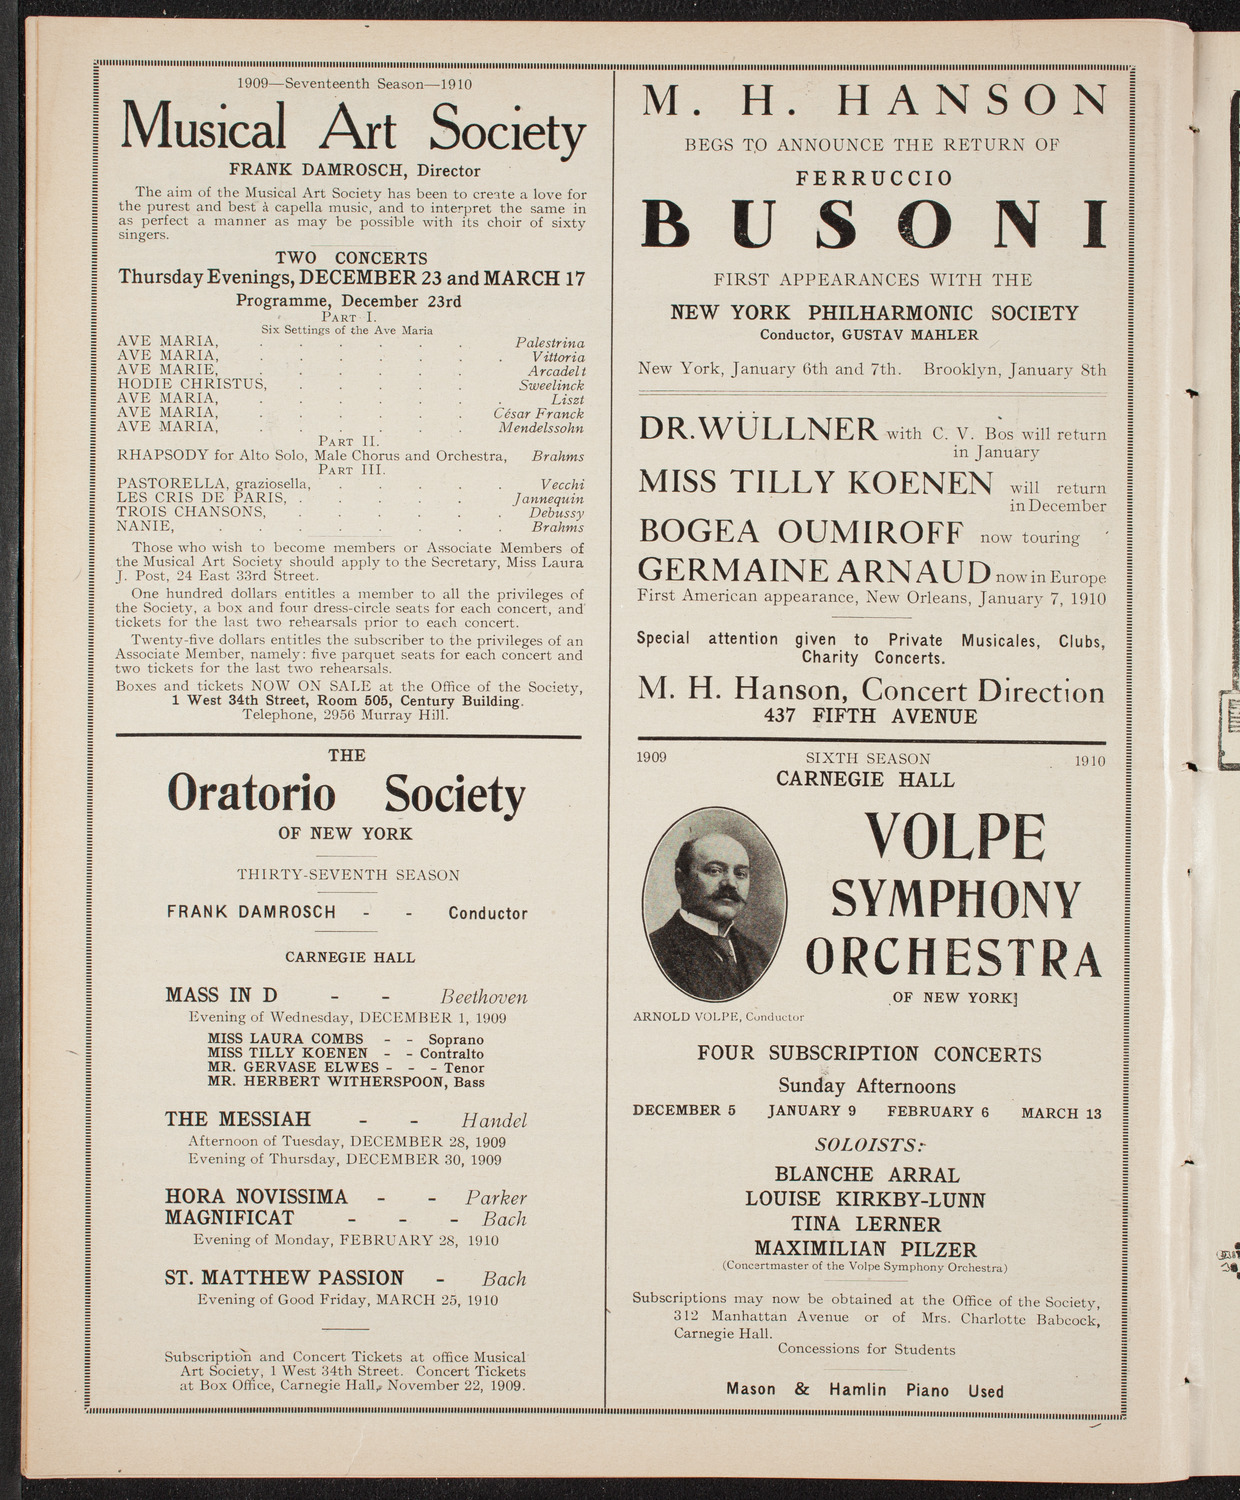 1909—Seventeenth Season—1910
Musical Art Society
FRANK DAMROSCH, Director
The aim of the Musical Art Society has been to create a love for
the purest and best à capella music, and to interpret the same in
as perfect a manner as may be possible with its choir of sixty
singers.
TWO CONCERTS
Thursday Evenings, DECEMBER 23 and MARCH 17
Programme, December 23rd
PART I.
Six Settings of the Ave Maria
AVE MARIA, . . . . . . Palestrina
AVE MARIA, . . . . . . . Vittoria
AVE MARIE, . . . . . . . Arcadelt
HODIE CHRISTUS, . . . . . Sweelinck
AVE MARIA, . . . . . . . Liszt
AVE MARIA, . . . . . . César Franck
AVE MARIA, . . . . . . Mendelssohn
PART II.
RHAPSODY for Alto Solo, Male Chorus and Orchestra, Brahms
PART III.
PASTORELLA, graziosella, . . . . . Vecchi
LES CRIS DE PARIS, . . . . . . Jannequin
TROIS CHANSONS, . . . . . . Debussy
NANIE, . . . . . . . Brahms
Those who wish to become members or Associate Members of
the Musical Art Society should apply to the Secretary, Miss Laura
J. Post, 24 East 33rd Street.
One hundred dollars entitles a member to all the privileges of
the Society, a box and four dress-circle seats for each concert, and
tickets for the last two rehearsals prior to each concert.
Twenty-five dollars entitles the subscriber to the privileges of an
Associate Member, namely: five parquet seats for each concert and
two tickets for the last two rehearsals.
Boxes and tickets NOW ON SALE at the Office of the Society,
1 West 34th Street, Room 505, Century Building.
Telephone, 2956 Murray Hill.
THE
Oratorio Society
OF NEW YORK
THIRTY-SEVENTH SEASON
FRANK DAMROSCH - - Conductor
CARNEGIE HALL
MASS IN D - - Beethoven
Evening of Wednesday, DECEMBER 1, 1909
MISS LAURA COMBS - - Soprano
MISS TILLY KOENEN - - Contralto
MR. GERVASE ELWES - - - Tenor
MR. HERBERT WITHERSPOON, Bass
THE MESSIAH - - Handel
Afternoon of Tuesday, DECEMBER 28, 1909
Evening of Thursday, DECEMBER 30, 1909
HORA NOVISSIMA - - Parker
MAGNIFICAT - - - Bach
Evening of Monday, FEBRUARY 28, 1910
ST. MATTHEW PASSION - Bach
Evening of Good Friday, MARCH 25, 1910
Subscription and Concert Tickets at office Musical
Art Society, 1 West 34th Street. Concert Tickets
at Box Office, Carnegie Hall, November 22, 1909.
M. H. HANSON
BEGS TO ANNOUNCE THE RETURN OF
FERRUCCIO
BUSONI
FIRST APPEARANCES WITH THE
NEW YORK PHILHARMONIC SOCIETY
Conductor, GUSTAV MAHLER
New York, January 6th and 7th. Brooklyn, January 8th
DR. WÜLLNER with C. V. Bos will return
in January
MISS TILLY KOENEN will return
in December
BOGEA OUMIROFF now touring
GERMAINE ARNAUD now in Europe
First American appearance, New Orleans, January 7, 1910
Special attention given to Private Musicales, Clubs,
Charity Concerts.
M. H. Hanson, Concert Direction
437 FIFTH AVENUE
1909 SIXTH SEASON 1910
CARNEGIE HALL
VOLPE
SYMPHONY
ORCHESTRA
OF NEW YORK]
ARNOLD VOLPE, Conductor
FOUR SUBSCRIPTION CONCERTS
Sunday Afternoons
DECEMBER 5 JANUARY 9 FEBRUARY 6 MARCH 13
SOLOISTS:-
BLANCHE ARRAL
LOUISE KIRKBY-LUNN
TINA LERNER
MAXIMILIAN PILZER
(Concertmaster of the Volpe Symphony Orchestra)
Subscriptions may now be obtained at the Office of the Society,
312 Manhattan Avenue or of Mrs. Charlotte Babcock,
Carnegie Hall.
Concessions for Students
Mason & Hamlin Piano Used